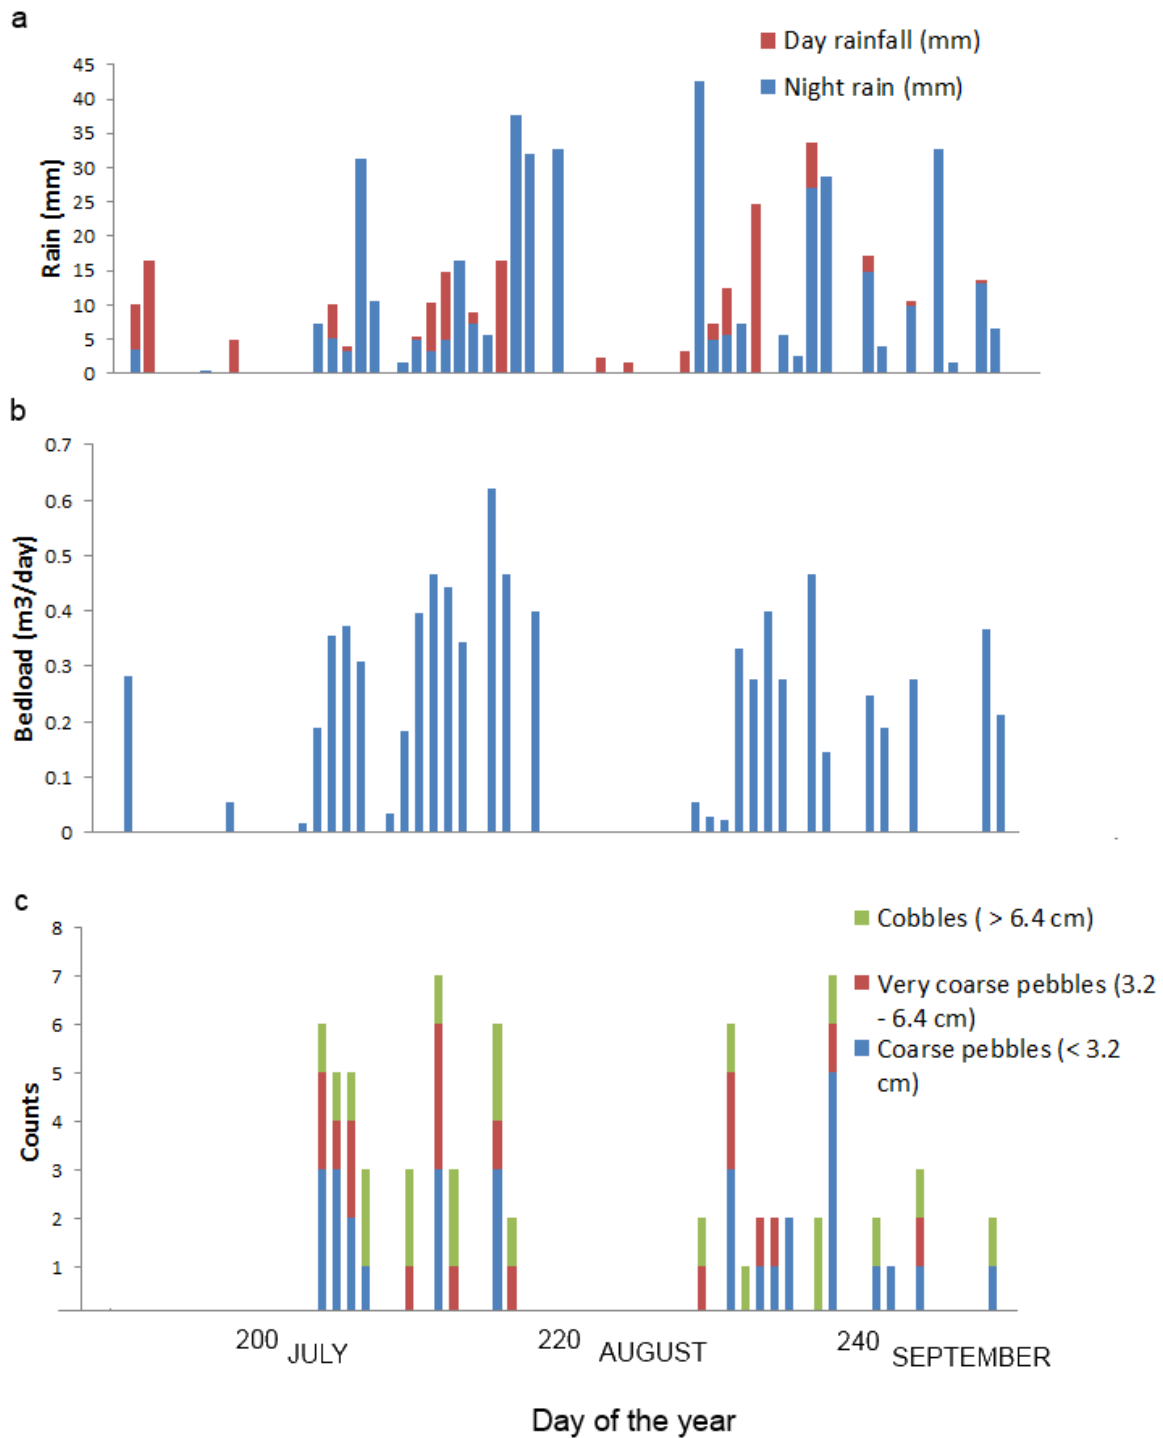 a
Day rainfall (mm)
Night rain (mm)
45
40
35
30
25
20
15
10
5
0
Rain (mm)
b
0.7
0.6
0.5
0.4
0.3
0.2
0.1
0
Bedload (m3/day)
c
Cobbles ( > 6.4 cm)
Very coarse pebbles (3.2
- 6.4 cm)
Coarse pebbles (< 3.2
cm)
8
7
6
5
4
3
2
1
Counts
200
JULY
220
AUGUST
240
SEPTEMBER
Day of the year